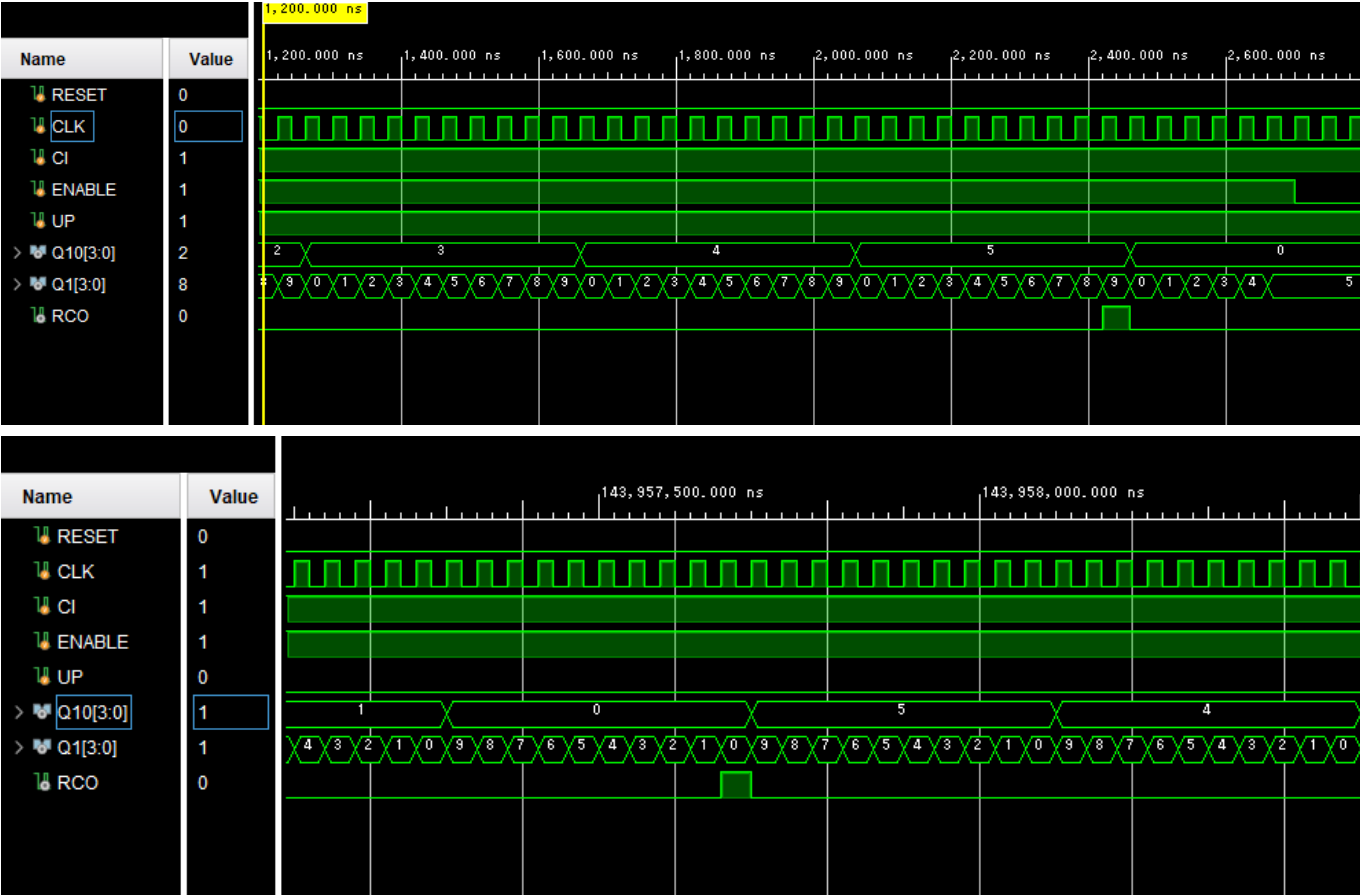 1,200.000 ns
Name Value 1,200.000 ns 1,400.000 ns 1,600.000 ns 1,800.000 ns 2,000.000 ns 2,200.000 ns 2,400.000 ns 2,600.000 ns
RESET 0
CLK 0
CI 1
ENABLE 1
UP 1
Q10[3:0] 2 2 3 4 5 0
Q1[3:0] 8 9 0 1 2 3 4 5 6 7 8 9 0 1 2 3 4 5 6 7 8 9 0 1 2 3 4 5 6 7 8 9 0 1 2 3 4 5
RCO 0
Name Value 143,957,500.000 ns 143,958,000.000 ns
RESET 0
CLK 1
CI 1
ENABLE 1
UP 0
Q10[3:0] 1 1 0 5 4
Q1[3:0] 1 4 3 2 1 0 9 8 7 6 5 4 3 2 1 0 9 8 7 6 5 4 3 2 1 0 9 8 7 6 5 4 3 2 1 0
RCO 0